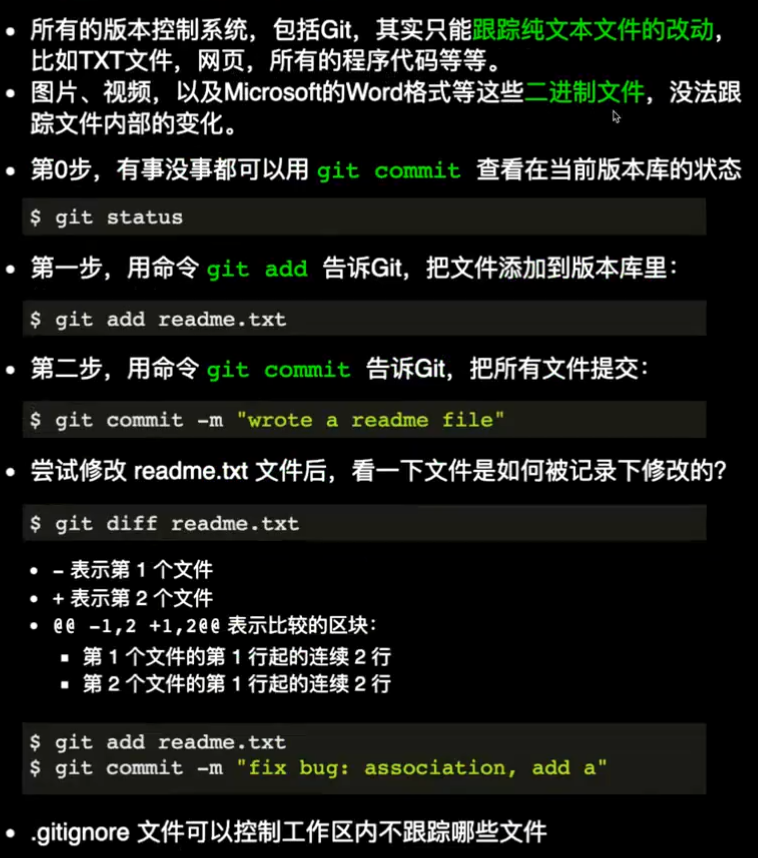 • 所有的版本控制系统，包括Git，其实只能跟踪纯文本文件的改动，
比如TXT文件，网页，所有的程序代码等等。
• 图片、视频，以及Microsoft的Word格式等这些二进制文件，没法跟
踪文件内部的变化。
• 第0步，有事没事都可以用 git commit 查看在当前版本库的状态
$ git status
• 第一步，用命令 git add 告诉Git，把文件添加到版本库里：
$ git add readme.txt
• 第二步，用命令 git commit 告诉Git，把所有文件提交：
$ git commit -m "wrote a readme file"
• 尝试修改 readme.txt 文件后，看一下文件是如何被记录下修改的？
$ git diff readme.txt
• – 表示第 1 个文件
• + 表示第 2 个文件
• @@ -1,2 +1,2@@ 表示比较的区块：
▪ 第 1 个文件的第 1 行起的连续 2 行
▪ 第 2 个文件的第 1 行起的连续 2 行
$ git add readme.txt
$ git commit -m "fix bug: association, add a"
• .gitignore 文件可以控制工作区内不跟踪哪些文件